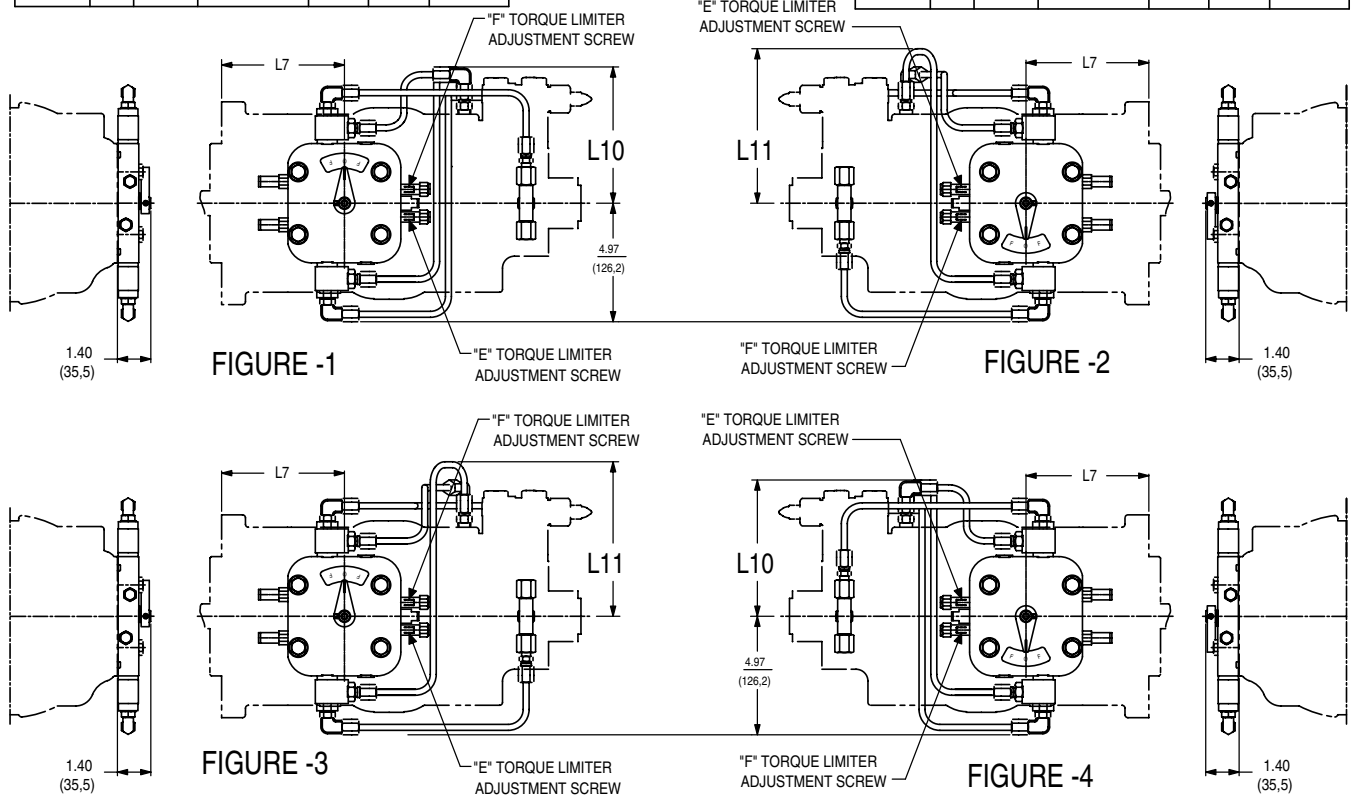 "F" TORQUE LIMITER
ADJUSTMENT SCREW
"E" TORQUE LIMITER
ADJUSTMENT SCREW
L7
L10
L11
L7
4.97
(126,2)
1.40
(35,5)
FIGURE -1
"E" TORQUE LIMITER
ADJUSTMENT SCREW
"F" TORQUE LIMITER
ADJUSTMENT SCREW
FIGURE -2
1.40
(35,5)
"F" TORQUE LIMITER
ADJUSTMENT SCREW
"E" TORQUE LIMITER
ADJUSTMENT SCREW
L7
L11
L10
L7
4.97
(126,2)
1.40
(35,5)
FIGURE -3
"E" TORQUE LIMITER
ADJUSTMENT SCREW
"F" TORQUE LIMITER
ADJUSTMENT SCREW
FIGURE -4
1.40
(35,5)